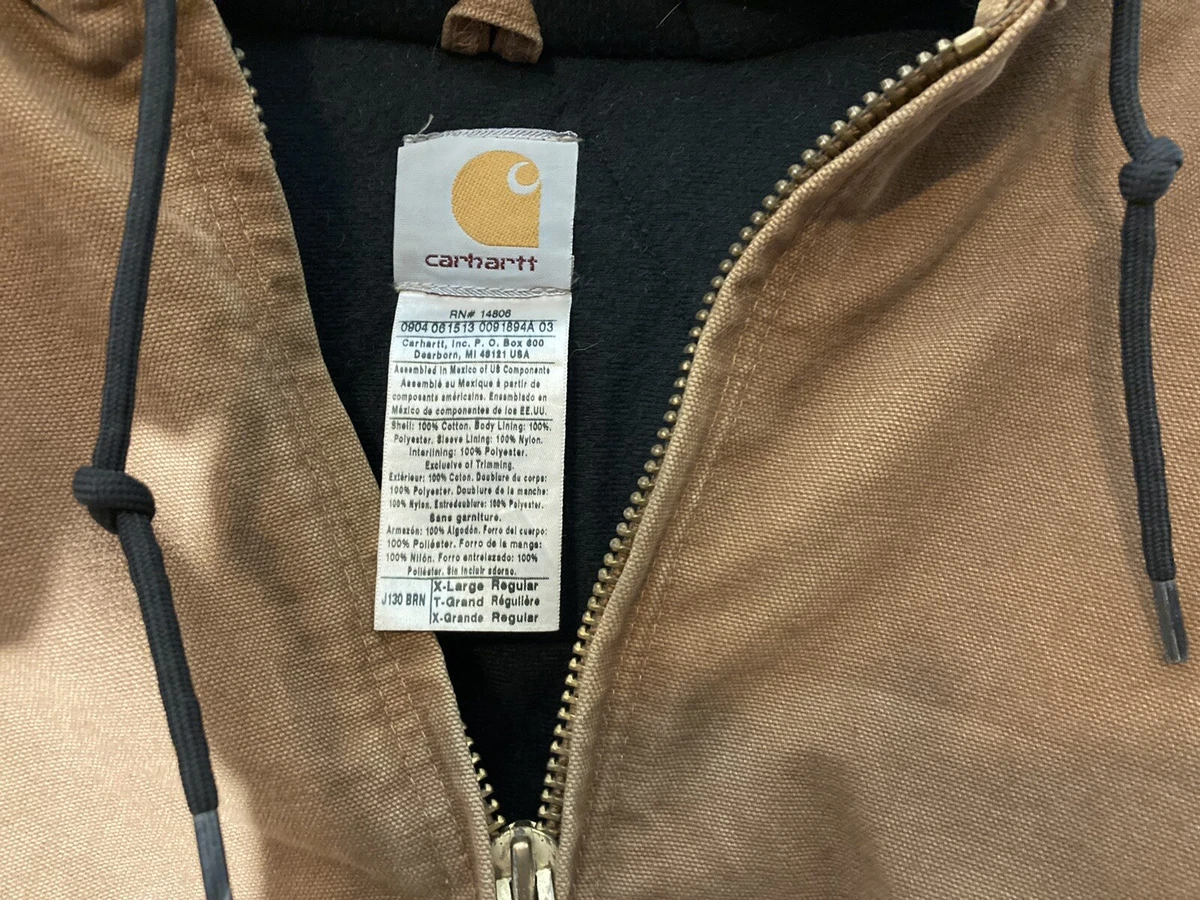 carhartt
RN# 14806
0904 061513 0091894A 03
Carhartt, Inc. P. O. Box 600
Dearborn, MI 48121 USA
Assembled in Mexico of US Components
Assemblé au Mexique à partir de
composants américains. Ensamblado en
México de componentes de los EE.UU.
Shell: 100% Cotton. Body Lining: 100%.
Polyester. Sleeve Lining: 100% Nylon.
Interlining: 100% Polyester.
Exclusive of Trimming.
Extérieur: 100% Coton. Doublure du corps:
100% Polyester. Doublure de la manche:
100% Nylon. Entredoublure: 100% Polyester.
Sans garniture.
Armazón: 100% Algodón. Forro del cuerpo:
100% Poliéster. Forro de la manga:
100% Nilón. Forro entrelazado: 100%
Poliéster. Sin incluir adorno.
J130 BRN
X-Large Regular
T-Grand Régulière
X-Grande Regular